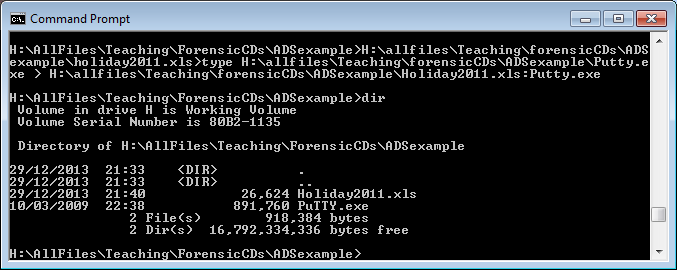 Command Prompt
H:\AllFiles\Teaching\ForensicCDs\ADSexample>H:\allfiles\Teaching\forensicCDs\ADS
example\holiday2011.xls>type H:\allfiles\Teaching\forensicCDs\ADSexample\Putty.e
xe > H:\allfiles\Teaching\forensicCDs\ADSexample\Holiday2011.xls:Putty.exe
H:\AllFiles\Teaching\ForensicCDs\ADSexample>dir
Volume in drive H is Working Volume
Volume Serial Number is 80B2-1135
Directory of H:\AllFiles\Teaching\ForensicCDs\ADSexample
29/12/2013  21:33    <DIR>          .
29/12/2013  21:33    <DIR>          ..
29/12/2013  21:40            26,624 Holiday2011.xls
10/03/2009  22:38           891,760 PuTTY.exe
2 File(s)        918,384 bytes
2 Dir(s)  16,792,334,336 bytes free
H:\AllFiles\Teaching\ForensicCDs\ADSexample>